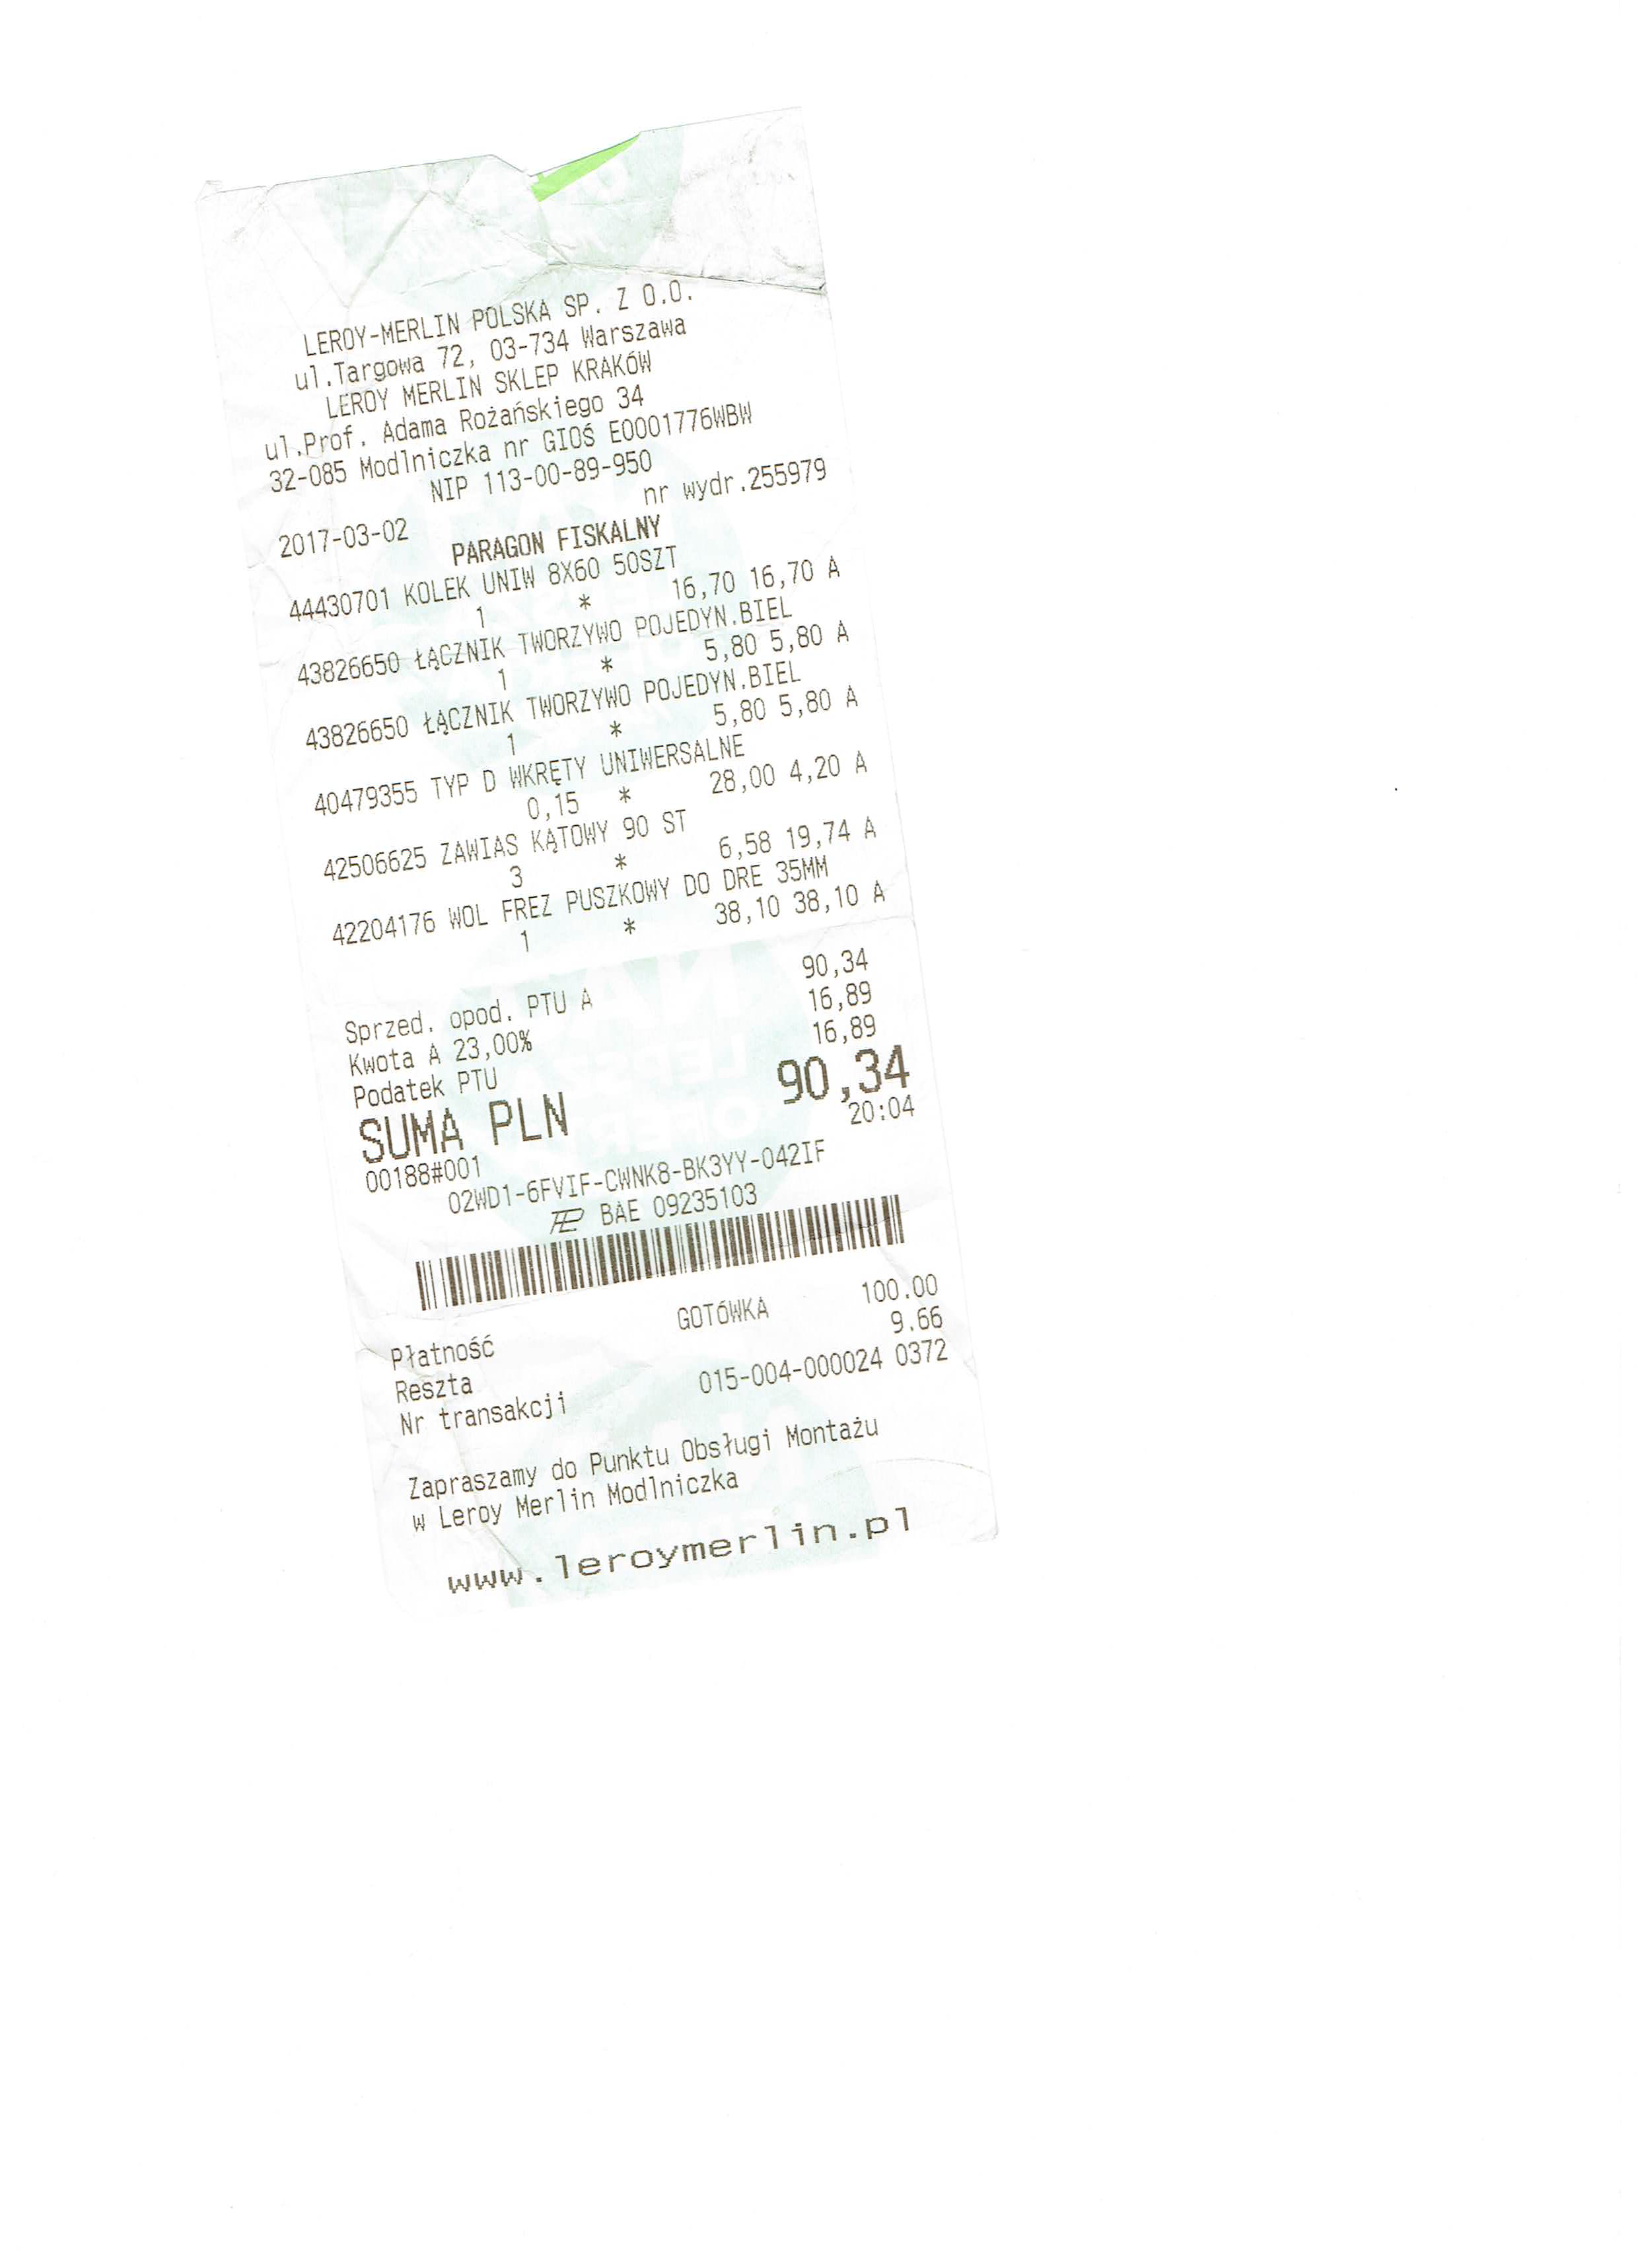 LEROY-MERLIN POLSKA SP. Z O.O.
ul.Targowa 72, 03-734 Warszawa
LEROY MERLIN SKLEP KRAKÓW
ul.Prof. Adama Rożańskiego 34
32-085 Modlniczka nr GIOś E0001776WBW
NIP 113-00-89-950
2017-03-02 nr wydr.255979
PARAGON FISKALNY
44430701 KOLEK UNIW 8X60 50SZT
1 * 16,70 16,70 A
43826650 ŁĄCZNIK TWORZYWO POJEDYN.BIEL
1 * 5,80 5,80 A
43826650 ŁĄCZNIK TWORZYWO POJEDYN.BIEL
1 * 5,80 5,80 A
40479355 TYP D WKRĘTY UNIWERSALNE
0,15 * 28,00 4,20 A
42506625 ZAWIAS KĄTOWY 90 ST
3 * 6,58 19,74 A
42204176 WOL FREZ PUSZKOWY DO DRE 35MM
1 * 38,10 38,10 A
Sprzed. opod. PTU A 90,34
Kwota A 23,00% 16,89
Podatek PTU 16,89
SUMA PLN 90,34
00188#001 20:04
02WD1-6FVIF-CWNK8-BK3YY-042IF
BAE 09235103
Płatność GOTÓWKA 100.00
Reszta 9.66
Nr transakcji 015-004-000024 0372
Zapraszamy do Punktu Obsługi Montażu
w Leroy Merlin Modlniczka
www.leroymerlin.pl